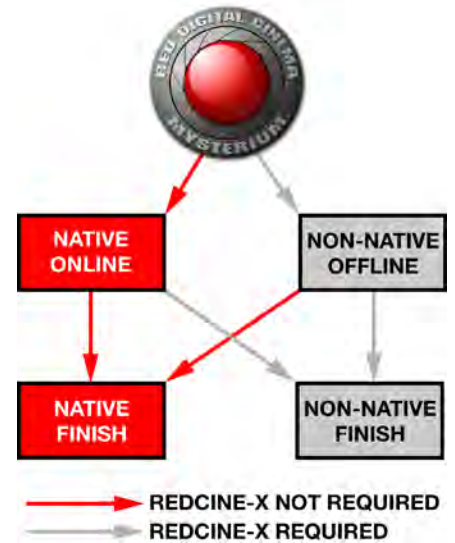 RED DIGITAL CINEMA
MYSTERIUM
NATIVE
ONLINE
NON-NATIVE
OFFLINE
NATIVE
FINISH
NON-NATIVE
FINISH
REDCINE-X NOT REQUIRED
REDCINE-X REQUIRED